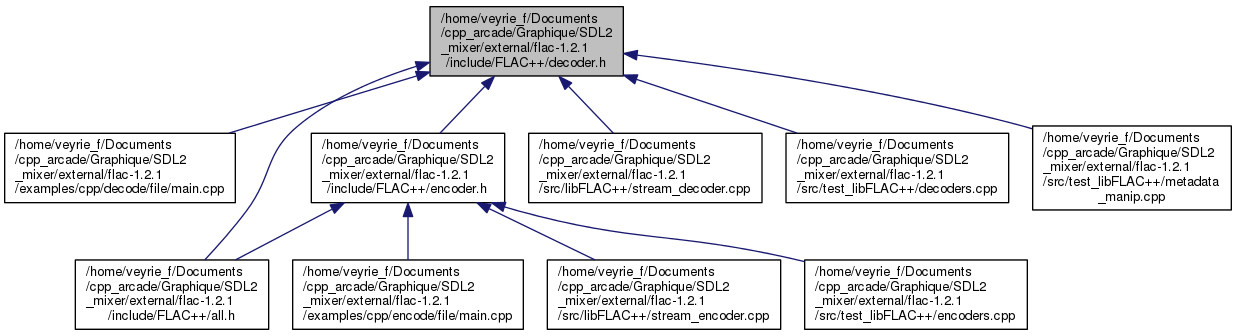 /home/veyrie_f/Documents
/cpp_arcade/Graphique/SDL2
_mixer/external/flac-1.2.1
/include/FLAC++/decoder.h
/home/veyrie_f/Documents
/cpp_arcade/Graphique/SDL2
_mixer/external/flac-1.2.1
/examples/cpp/decode/file/main.cpp
/home/veyrie_f/Documents
/cpp_arcade/Graphique/SDL2
_mixer/external/flac-1.2.1
/include/FLAC++/encoder.h
/home/veyrie_f/Documents
/cpp_arcade/Graphique/SDL2
_mixer/external/flac-1.2.1
/src/libFLAC++/stream_decoder.cpp
/home/veyrie_f/Documents
/cpp_arcade/Graphique/SDL2
_mixer/external/flac-1.2.1
/src/test_libFLAC++/decoders.cpp
/home/veyrie_f/Documents
/cpp_arcade/Graphique/SDL2
_mixer/external/flac-1.2.1
/src/test_libFLAC++/metadata
_manip.cpp
/home/veyrie_f/Documents
/cpp_arcade/Graphique/SDL2
_mixer/external/flac-1.2.1
/include/FLAC++/all.h
/home/veyrie_f/Documents
/cpp_arcade/Graphique/SDL2
_mixer/external/flac-1.2.1
/examples/cpp/encode/file/main.cpp
/home/veyrie_f/Documents
/cpp_arcade/Graphique/SDL2
_mixer/external/flac-1.2.1
/src/libFLAC++/stream_encoder.cpp
/home/veyrie_f/Documents
/cpp_arcade/Graphique/SDL2
_mixer/external/flac-1.2.1
/src/test_libFLAC++/encoders.cpp